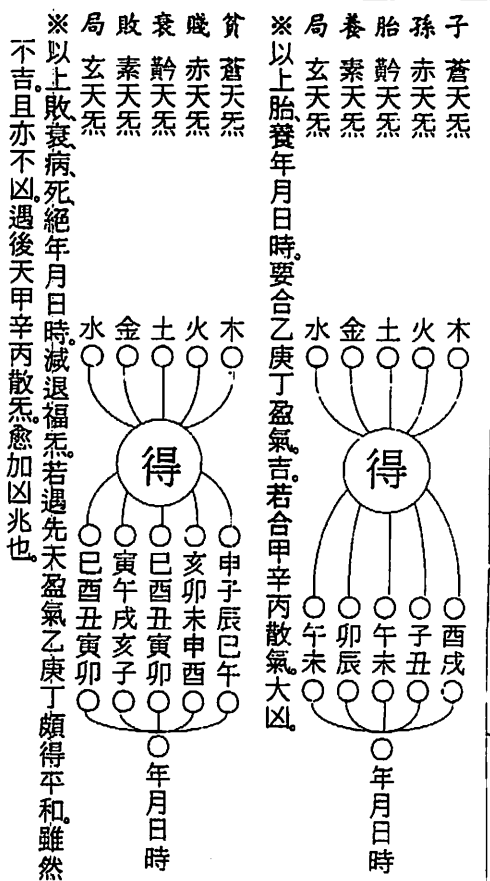 子 蒼天炁 木
孫 赤天炁 火
胎 黅天炁 土
養 素天炁 金
局 玄天炁 水
得
酉戌
子丑
午未
卯辰
午未
年月日時
※以上胎、養年月日時。要合乙庚丁盈氣。吉。若合甲辛丙散氣。大凶。
貧 蒼天炁 木
賤 赤天炁 火
衰 黅天炁 土
敗 素天炁 金
局 玄天炁 水
得
申子辰巳午
亥卯未申酉
巳酉丑寅卯
寅午戌亥子
巳酉丑寅卯
年月日時
※以上敗、衰、病、死、絕年月日時。減退福炁。若遇先天盈氣乙庚丁頗得平和。雖然
不吉。且亦不凶。遇後天甲辛丙散炁。愈加凶兆也。